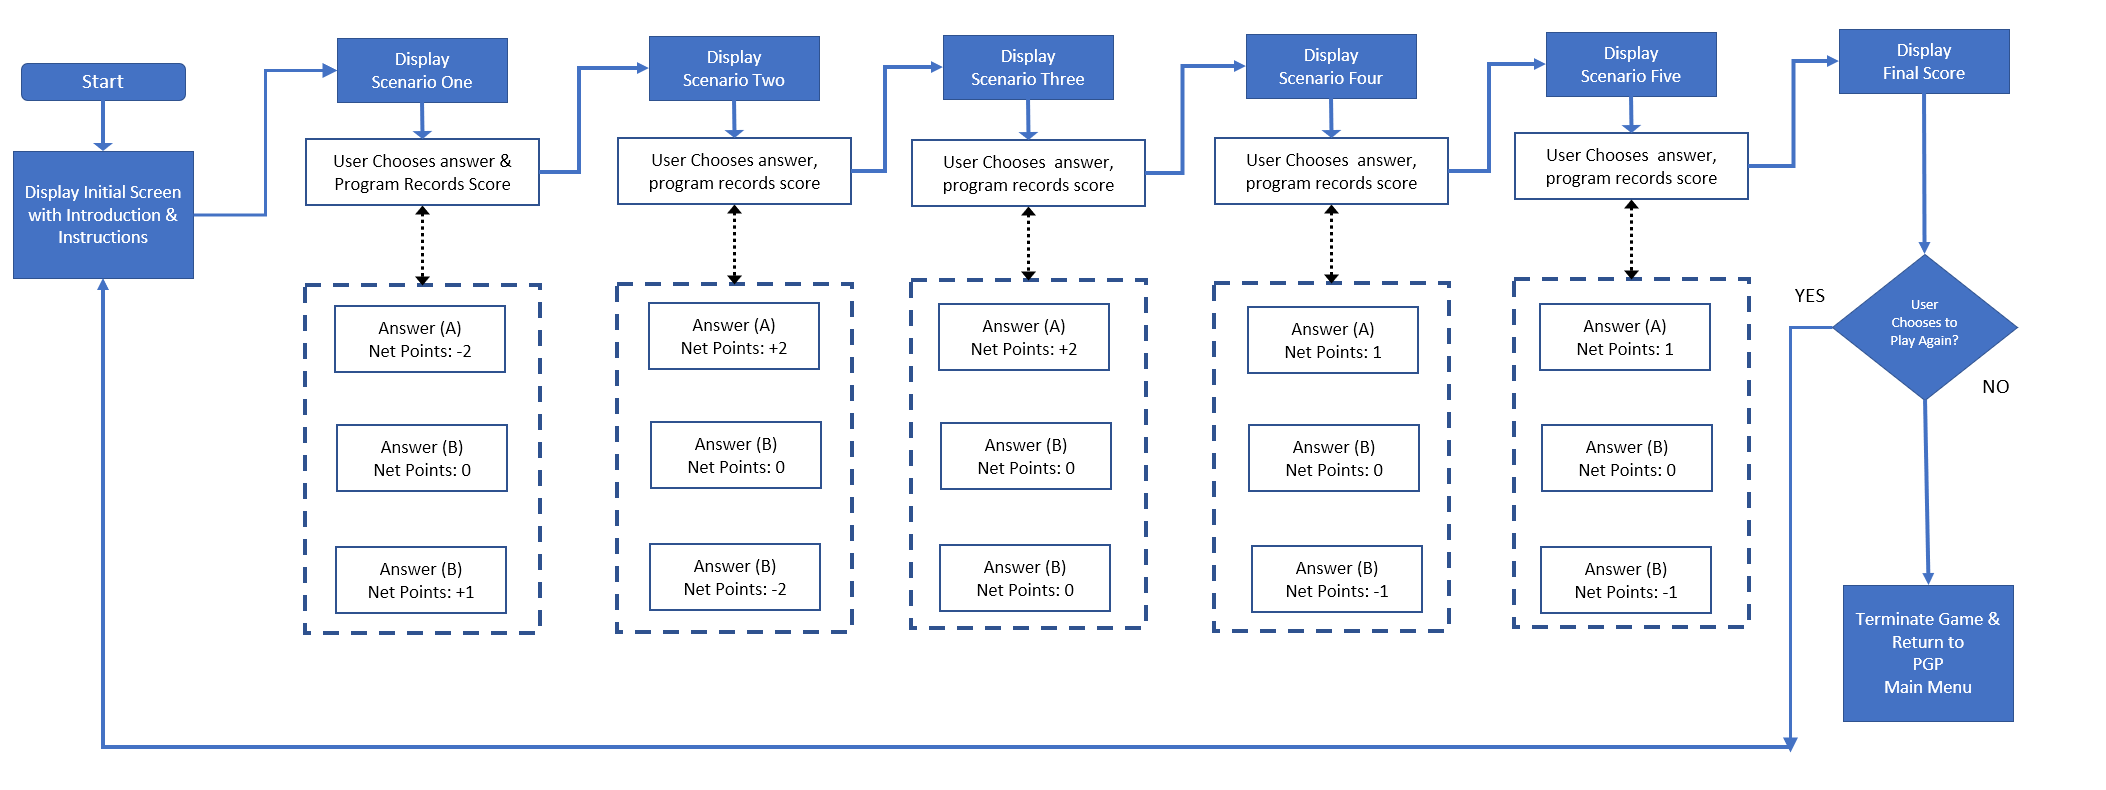 Start
Display Initial Screen
with Introduction &
Instructions
Display
Scenario One
User Chooses answer &
Program Records Score
Answer (A)
Net Points: -2
Answer (B)
Net Points: 0
Answer (B)
Net Points: +1
Display
Scenario Two
User Chooses answer,
program records score
Answer (A)
Net Points: +2
Answer (B)
Net Points: 0
Answer (B)
Net Points: -2
Display
Scenario Three
User Chooses  answer,
program records score
Answer (A)
Net Points: +2
Answer (B)
Net Points: 0
Answer (B)
Net Points: 0
Display
Scenario Four
User Chooses  answer,
program records score
Answer (A)
Net Points: 1
Answer (B)
Net Points: 0
Answer (B)
Net Points: -1
Display
Scenario Five
User Chooses  answer,
program records score
Answer (A)
Net Points: 1
Answer (B)
Net Points: 0
Answer (B)
Net Points: -1
Display
Final Score
YES
User
Chooses to
Play Again?
NO
Terminate Game &
Return to
PGP
Main Menu